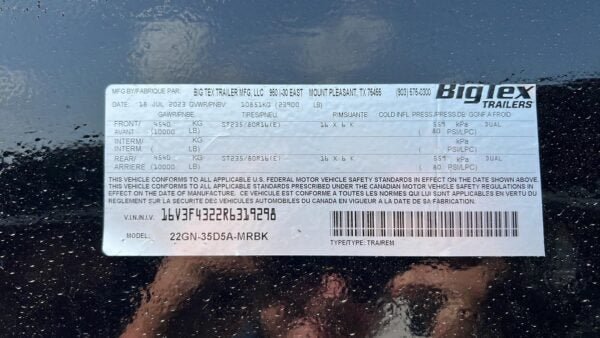 MFG BY/FABRIQUE PAR: BIG TEX TRAILER MFG, LLC 950 I-30 EAST MOUNT PLEASANT, TX 75455 (903) 575-0300
BigTex
TRAILERS
DATE: 18 JUL 2023 GVWR/PNBV: 10851KG (23900 LB)
GAWR/PNBE: TIRES/PNEU RIMS/JANTE COLD INFL. PRESS./PRESS. DE GONF. A FROID
FRONT/ 4540 KG ST235/80R16(E) 16 X 6 K 559 kPa DUAL
AVANT (10000 LB) ( 80 PSI/LPC)
INTERM/ KG kPa
INTERM ( LB) ( PSI/LPC)
REAR/ 4540 KG ST235/80R16(E) 16 X 6 K 559 kPa DUAL
ARRIERE (10000 LB) ( 80 PSI/LPC)
THIS VEHICLE CONFORMS TO ALL APPLICABLE U.S. FEDERAL MOTOR VEHICLE SAFETY STANDARDS IN EFFECT ON THE DATE OF MANUFACTURE SHOWN ABOVE.
THIS VEHICLE CONFORMS TO ALL APPLICABLE STANDARDS PRESCRIBED UNDER THE CANADIAN MOTOR VEHICLE SAFETY REGULATIONS IN EFFECT ON THE
DATE OF MANUFACTURE. / CE VEHICULE EST CONFORME A TOUTES LES NORMES QUI LUI SONT APPLICABLES EN VERTU DU
REGLEMENT SUR LA SECURITE DES VEHICULES AUTOMOBILES DU CANADA EN VIGUEUR A LA DATE DE SA FABRICATION.
V.I.N./N.I.V. 16V3F4322R6319298
MODEL: 22GN-35D5A-MRBK
TYPE/TYPE: TRA/REM